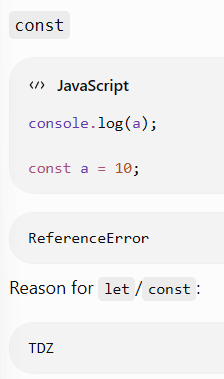 const
JavaScript
console.log(a);
const a = 10;
ReferenceError
Reason for let/const:
TDZ